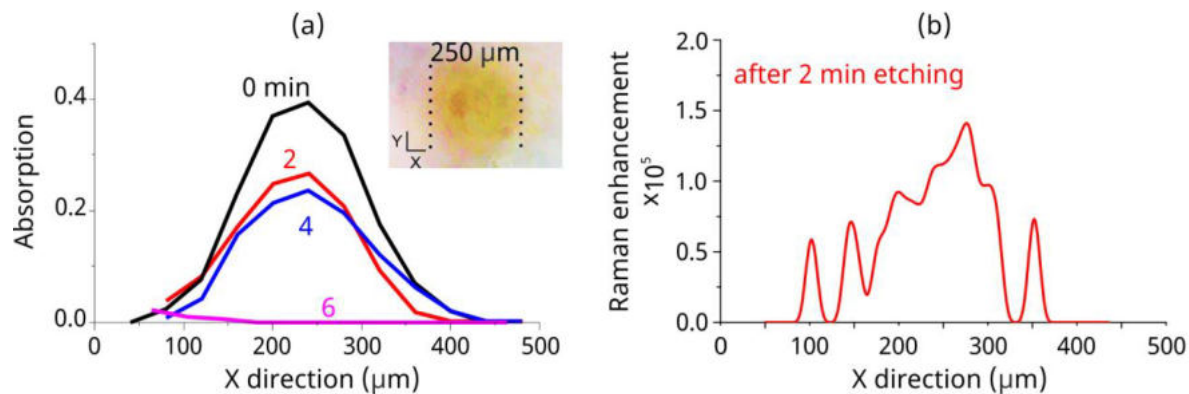 (a)
Absorption
0.4
0.2
0.0
0 min
2
4
6
250 μm
Y
X
0
100
200
300
400
500
X direction (μm)
(b)
Raman enhancement
x10⁵
2.0
1.5
1.0
0.5
0.0
after 2 min etching
0
100
200
300
400
500
X direction (μm)